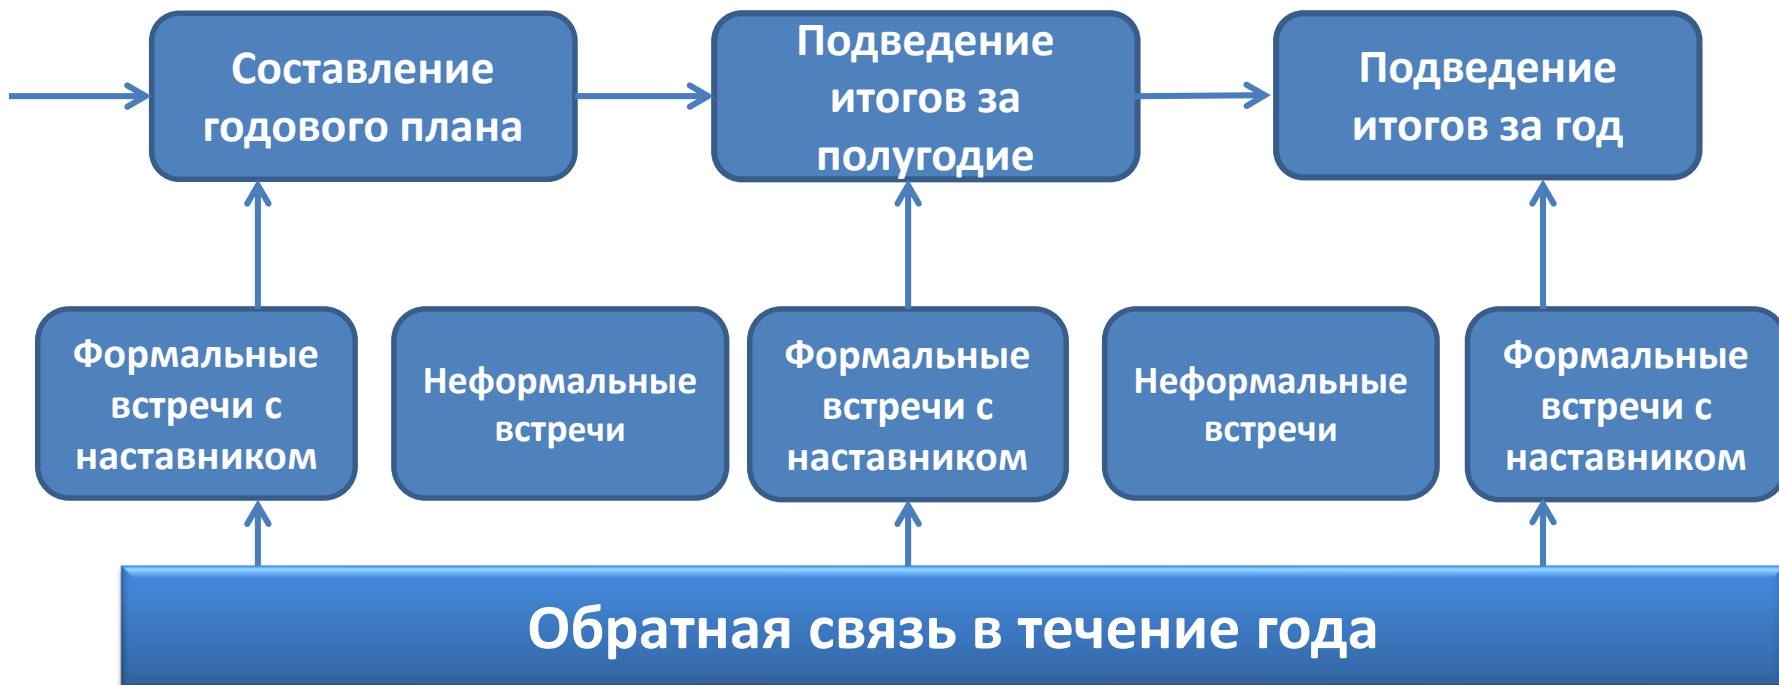 Составление
годового плана
Подведение
итогов за
полугодие
Подведение
итогов за год
Формальные
встречи с
наставником
Неформальные
встречи
Формальные
встречи с
наставником
Неформальные
встречи
Формальные
встречи с
наставником
Обратная связь в течение года